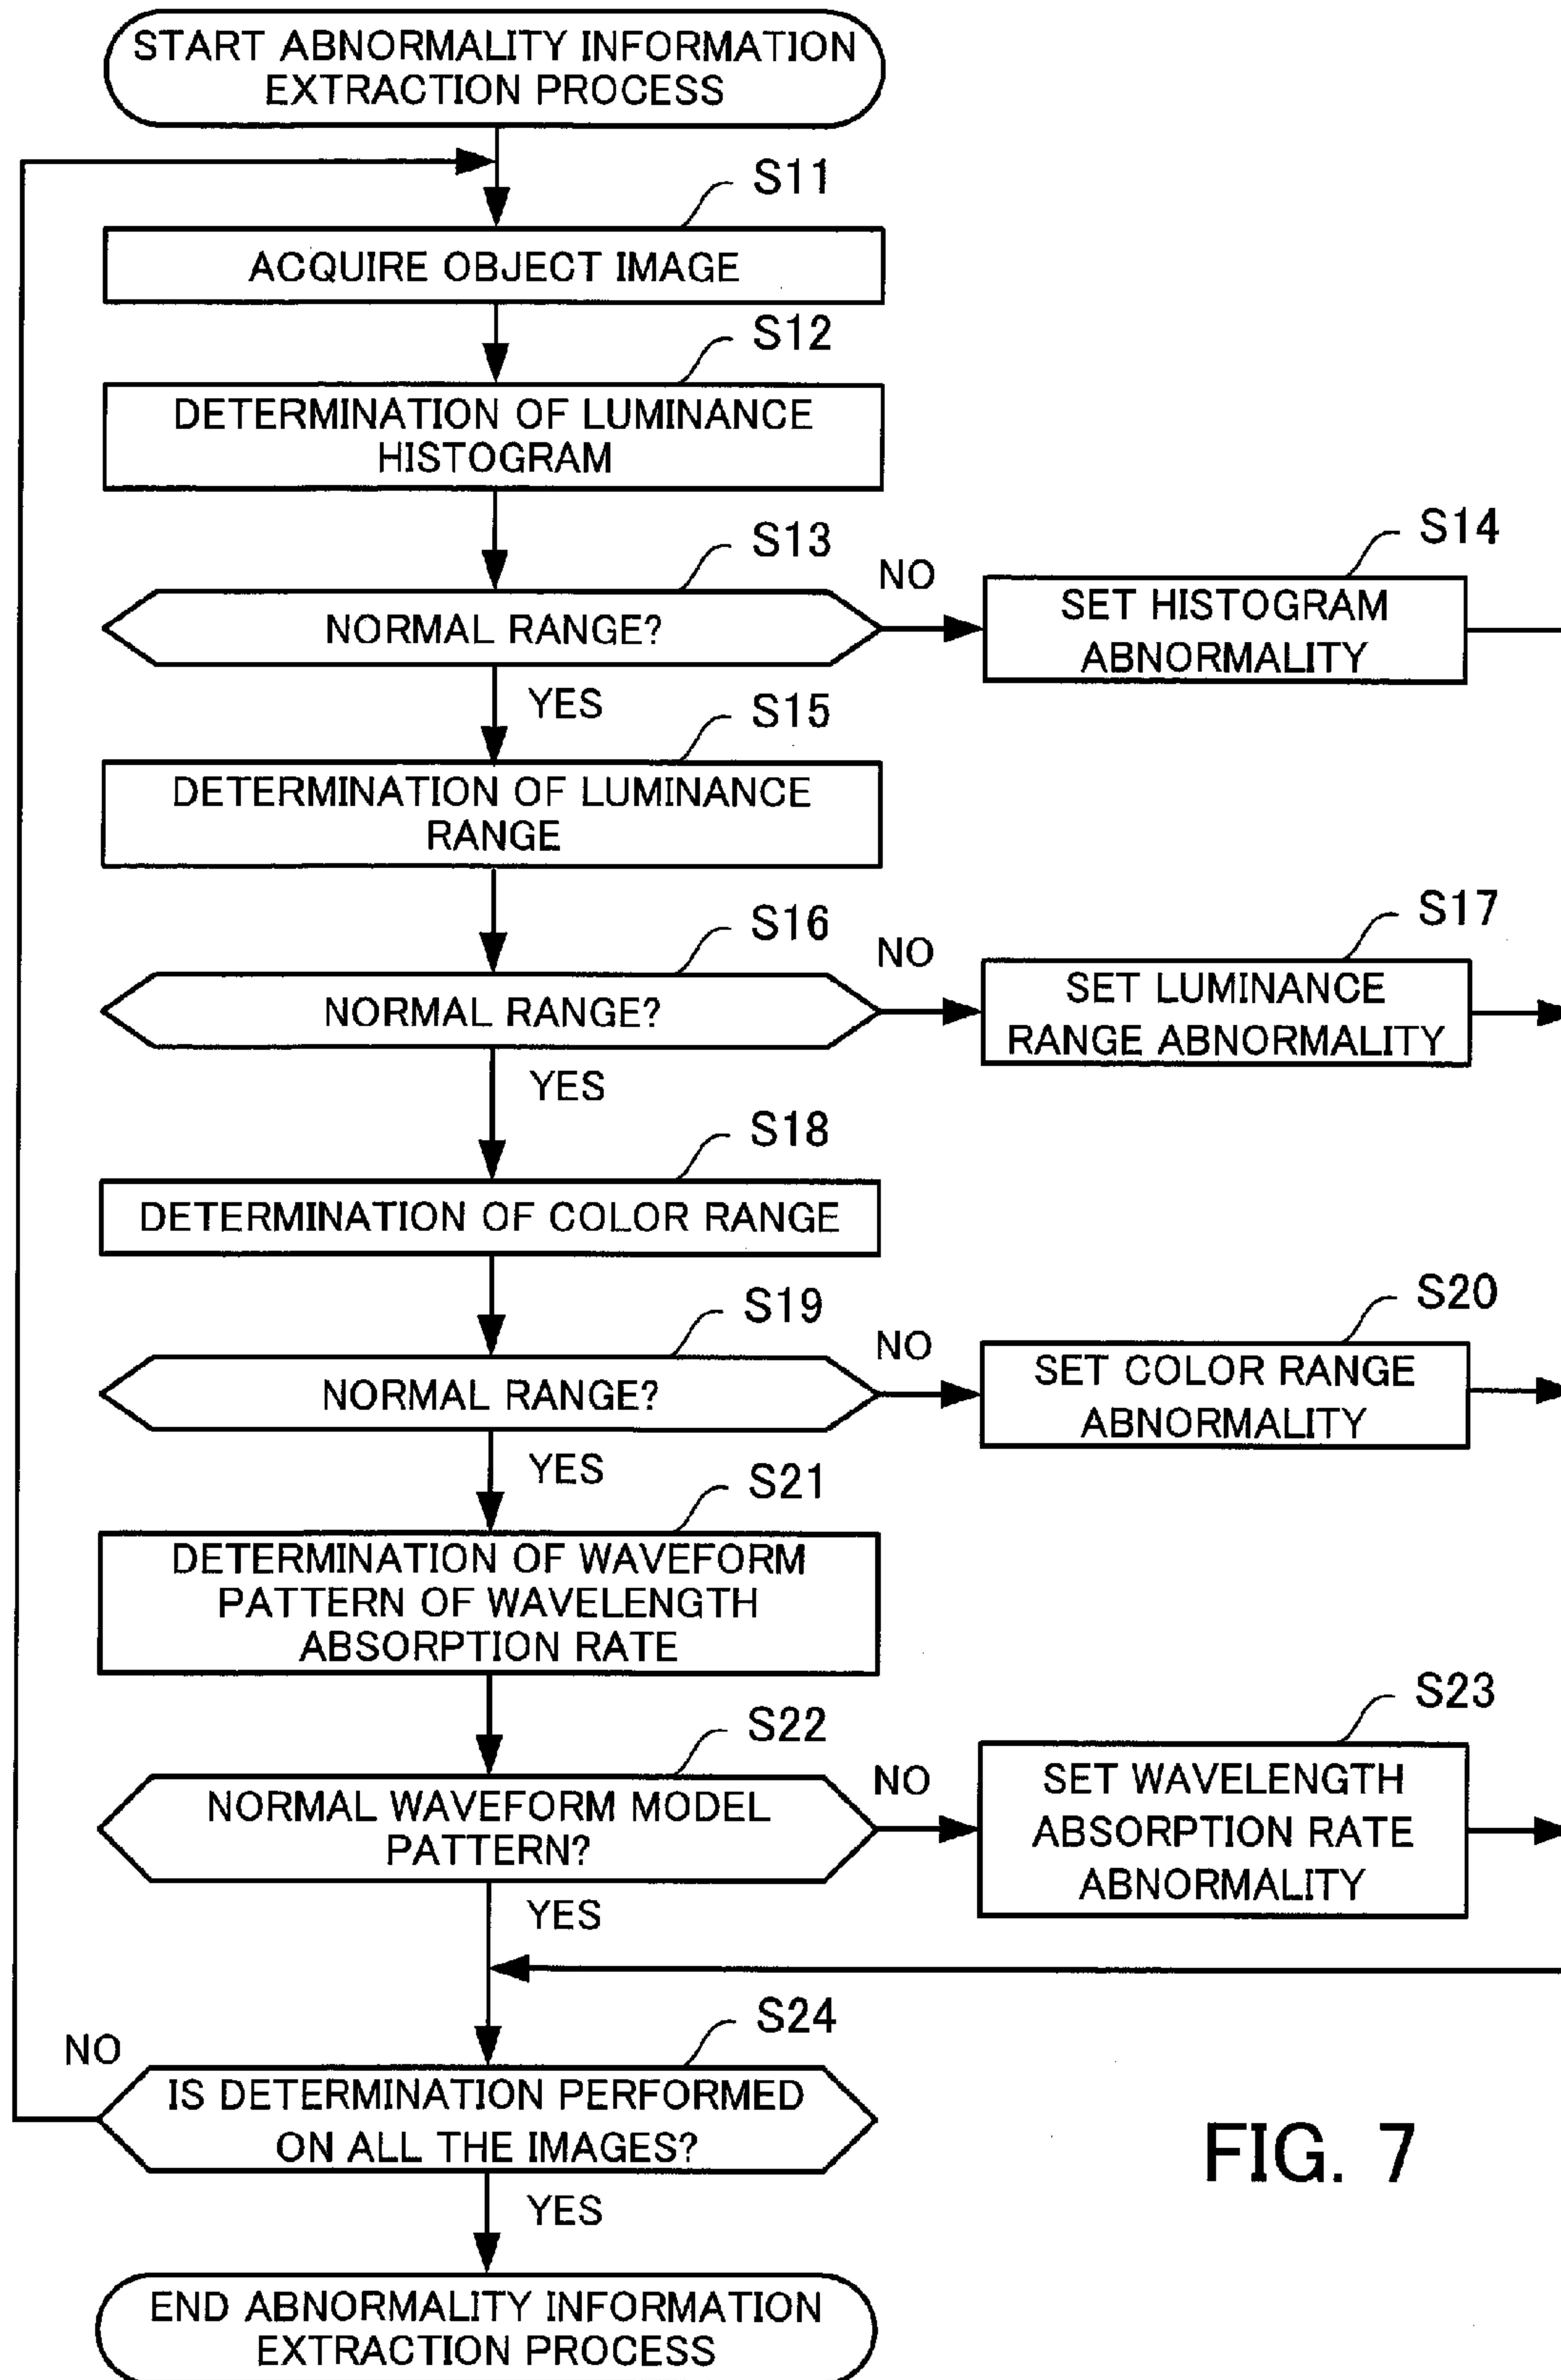 START ABNORMALITY INFORMATION
EXTRACTION PROCESS
S11
ACQUIRE OBJECT IMAGE
S12
DETERMINATION OF LUMINANCE
HISTOGRAM
S13
NORMAL RANGE?
NO
S14
SET HISTOGRAM
ABNORMALITY
YES
S15
DETERMINATION OF LUMINANCE
RANGE
S16
NORMAL RANGE?
NO
S17
SET LUMINANCE
RANGE ABNORMALITY
YES
S18
DETERMINATION OF COLOR RANGE
S19
NORMAL RANGE?
NO
S20
SET COLOR RANGE
ABNORMALITY
YES
S21
DETERMINATION OF WAVEFORM
PATTERN OF WAVELENGTH
ABSORPTION RATE
S22
NORMAL WAVEFORM MODEL
PATTERN?
NO
S23
SET WAVELENGTH
ABSORPTION RATE
ABNORMALITY
YES
S24
NO
IS DETERMINATION PERFORMED
ON ALL THE IMAGES?
YES
END ABNORMALITY INFORMATION
EXTRACTION PROCESS
FIG. 7